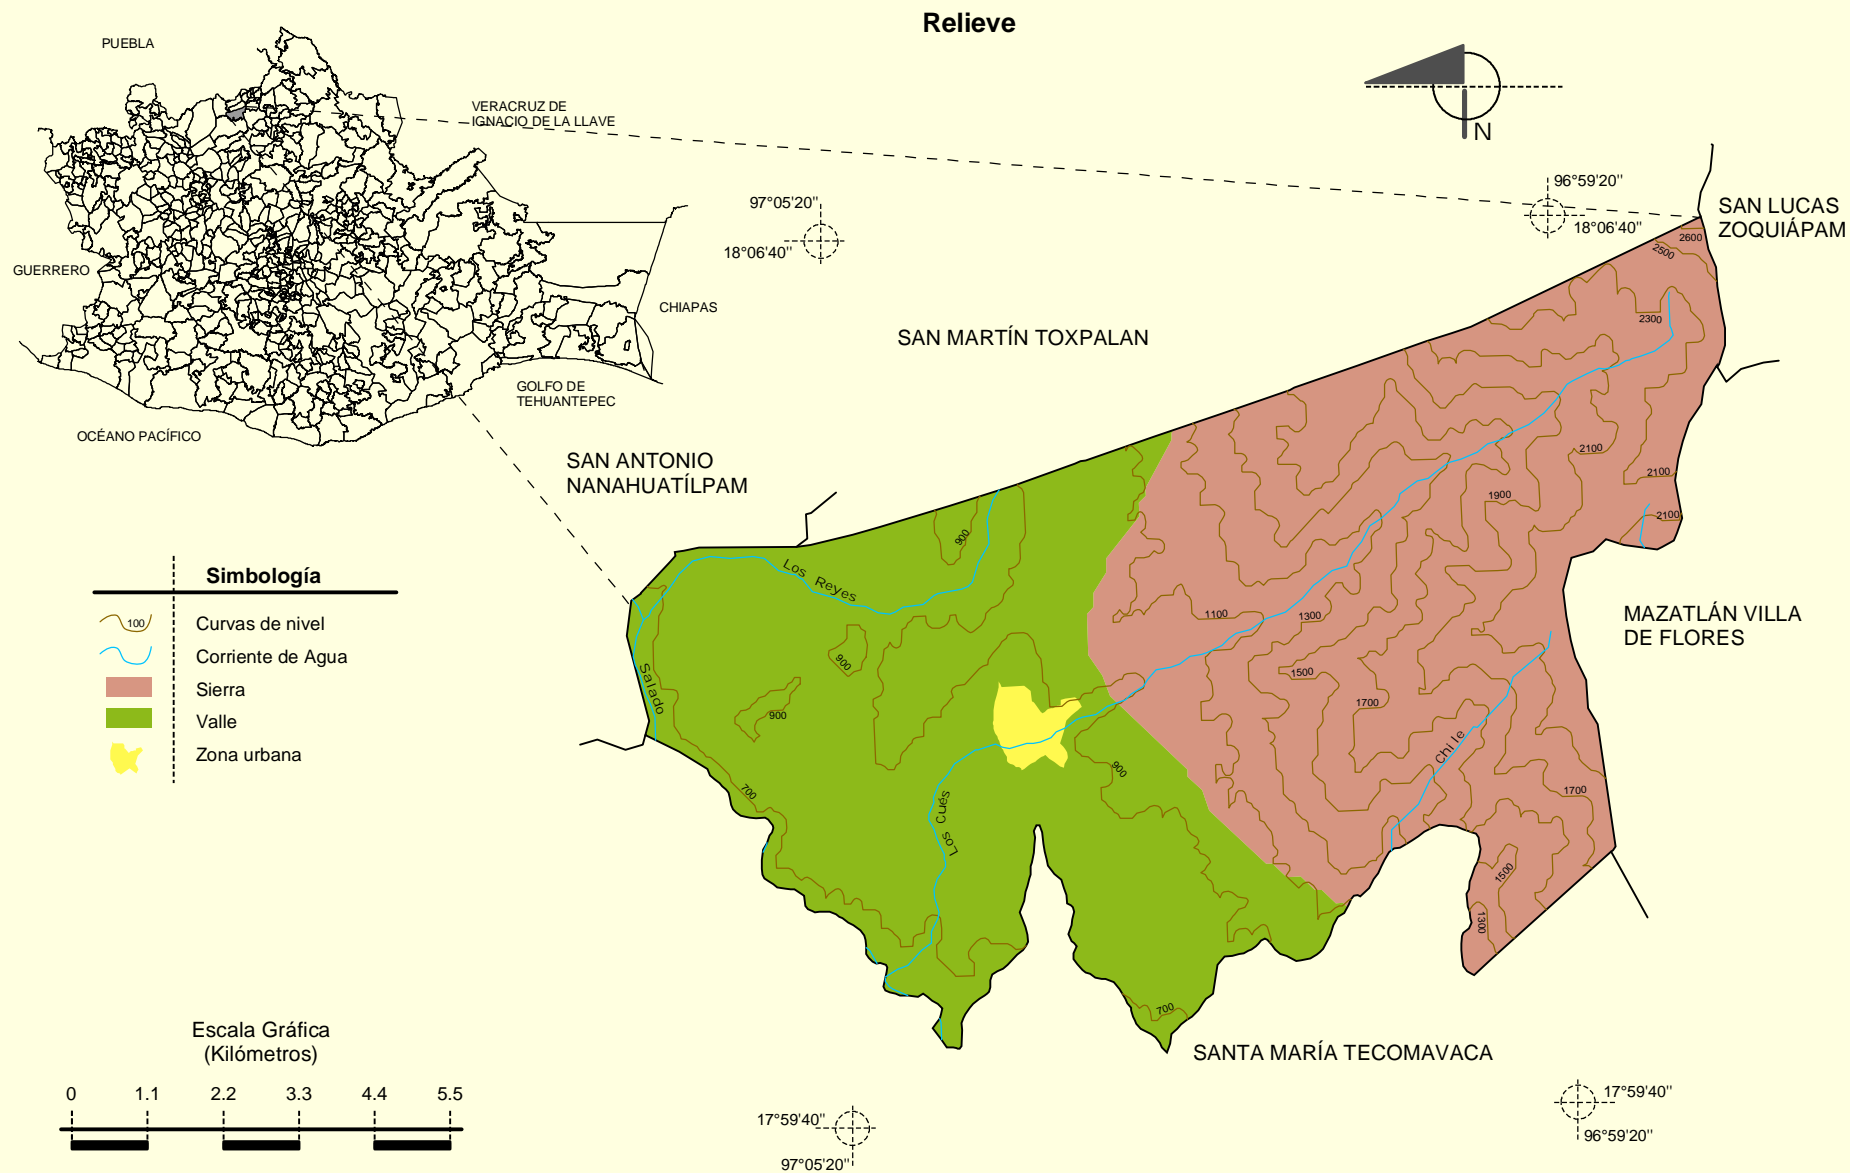 Relieve
PUEBLA
VERACRUZ DE
IGNACIO DE LA LLAVE
GUERRERO
CHIAPAS
GOLFO DE
TEHUANTEPEC
OCÉANO PACÍFICO
N
97°05'20"
18°06'40"
96°59'20"
18°06'40"
SAN LUCAS
ZOQUIÁPAM
SAN MARTÍN TOXPALAN
SAN ANTONIO
NANAHUATÍLPAM
MAZATLÁN VILLA
DE FLORES
SANTA MARÍA TECOMAVACA
2600
2500
2300
2100
2100
2100
1900
1100
1300
1500
1700
1700
1500
1300
900
900
900
900
700
700
Los Reyes
Salado
Los Cués
Chile
Simbología
100
Curvas de nivel
Corriente de Agua
Sierra
Valle
Zona urbana
Escala Gráfica
(Kilómetros)
0 1.1 2.2 3.3 4.4 5.5
17°59'40"
97°05'20"
17°59'40"
96°59'20"